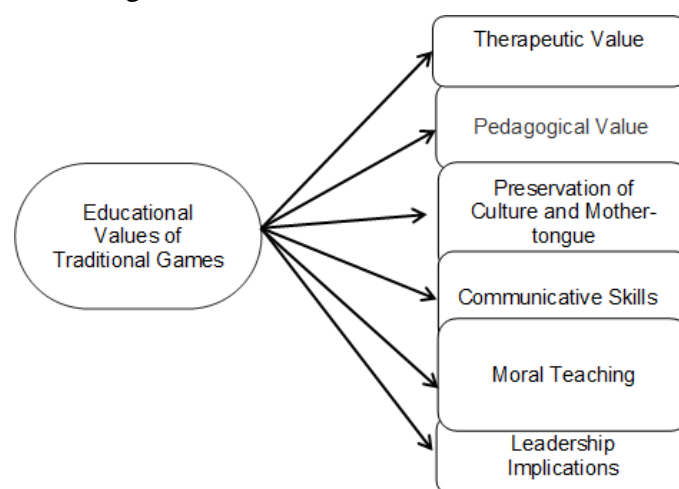 Educational
Values of
Traditional Games
Therapeutic Value
Pedagogical Value
Preservation of
Culture and Mother-
tongue
Communicative Skills
Moral Teaching
Leadership
Implications